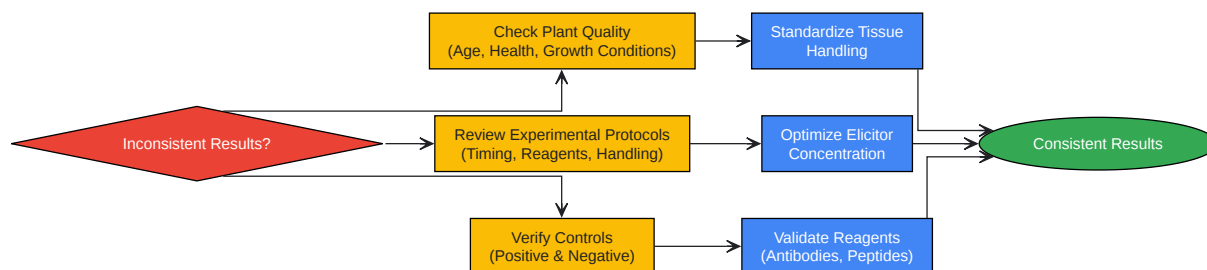 Inconsistent Results?
Check Plant Quality
(Age, Health, Growth Conditions)
Standardize Tissue
Handling
Review Experimental Protocols
(Timing, Reagents, Handling)
Optimize Elicitor
Concentration
Verify Controls
(Positive & Negative)
Validate Reagents
(Antibodies, Peptides)
Consistent Results